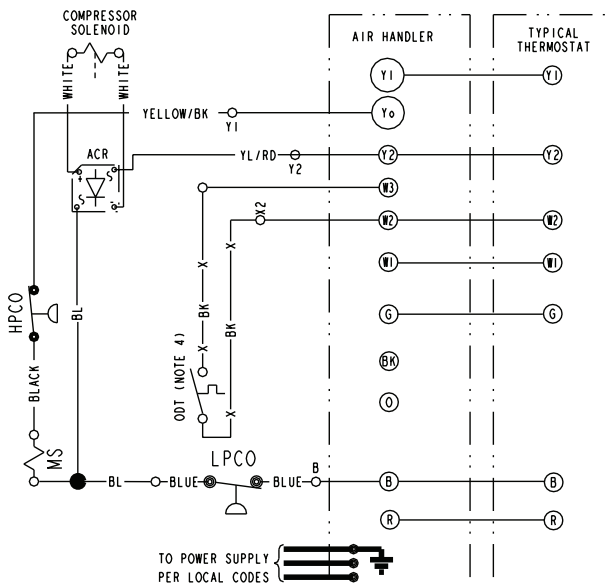 COMPRESSOR
SOLENOID
AIR HANDLER
TYPICAL
THERMOSTAT
WHITE
WHITE
Y1
Y1
YELLOW/BK
Y1
Yo
ACR
YL/RD
Y2
Y2
Y2
S
+
S
-
W3
X2
W2
W2
X
X
W1
W1
HPCO
BL
BK
BK
G
G
ODT (NOTE 4)
X
X
BK
O
BLACK
MS
LPCO
BL
BLUE
BLUE
B
B
B
R
R
TO POWER SUPPLY
PER LOCAL CODES